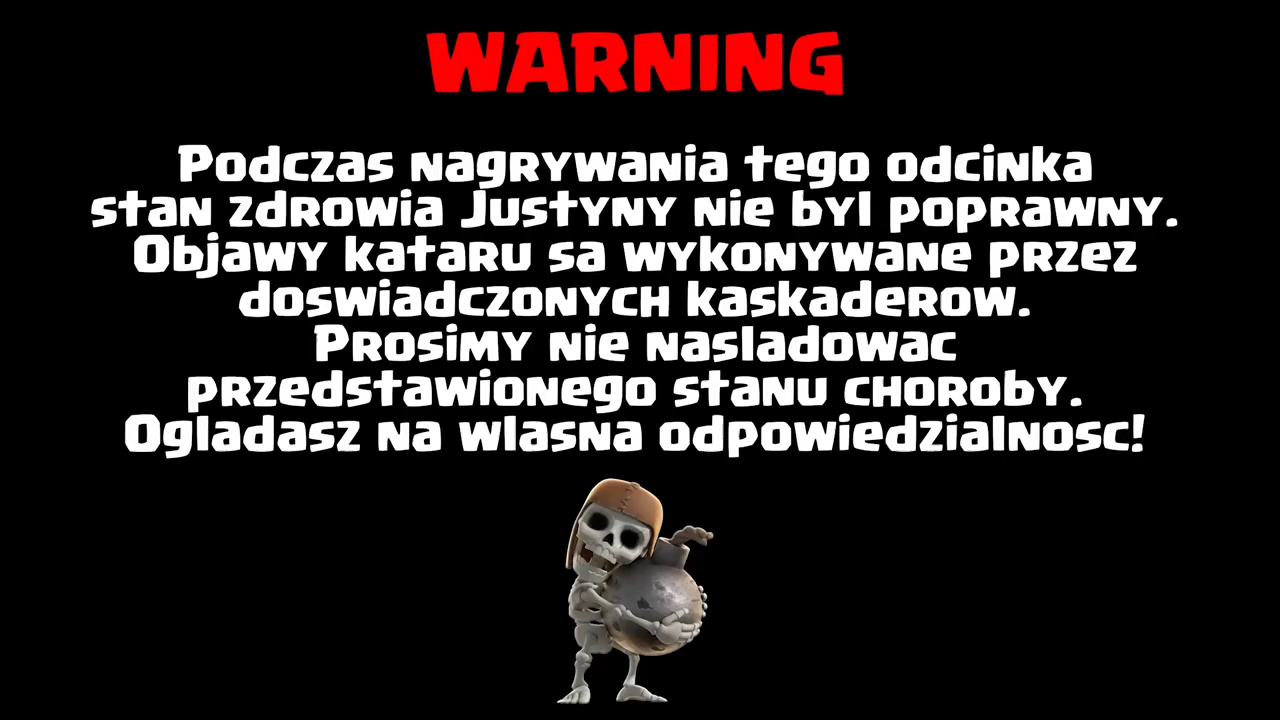 WARNING
Podczas nagrywania tego odcinka
stan zdrowia Justyny nie byl poprawny.
Objawy kataru sa wykonywane przez
doswiadczonych kaskaderow.
Prosimy nie nasladowac
przedstawionego stanu choroby.
Ogladasz na wlasna odpowiedzialnosc!